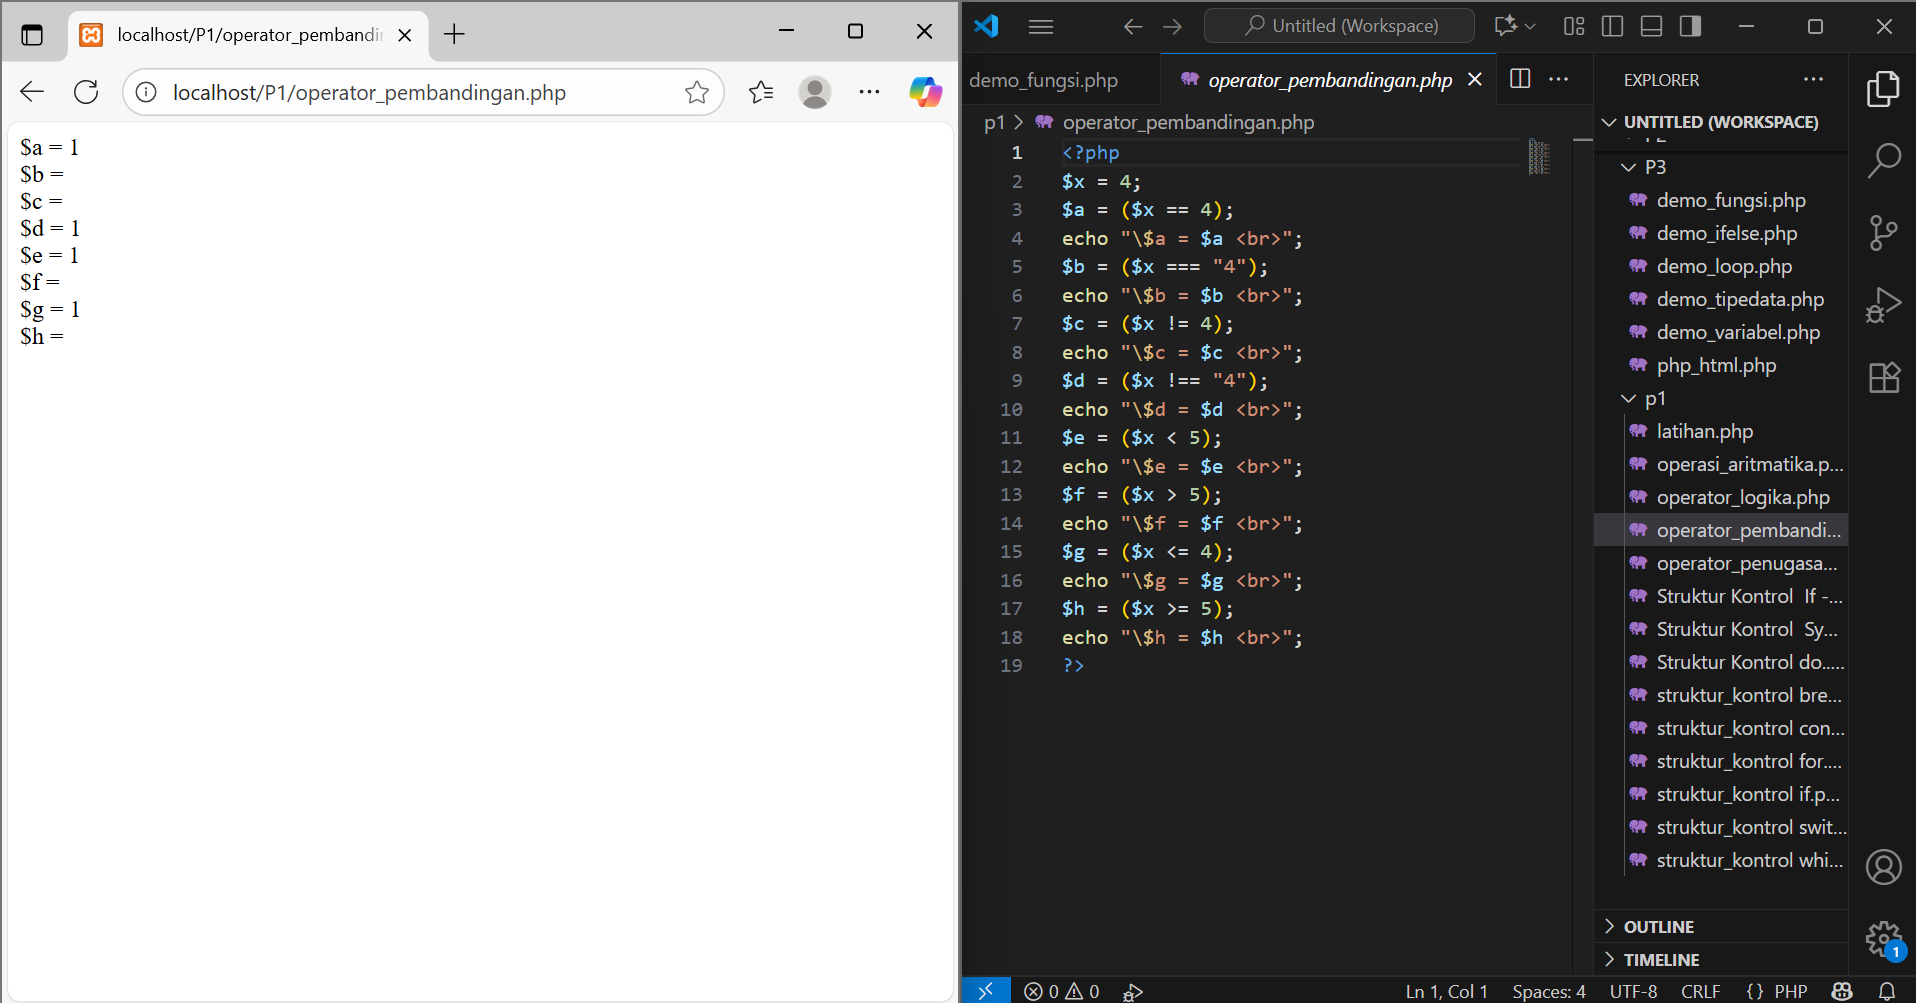 localhost/P1/operator_pembandin
localhost/P1/operator_pembandingan.php
$a = 1
$b =
$c =
$d = 1
$e = 1
$f =
$g = 1
$h =
Untitled (Workspace)
demo_fungsi.php
operator_pembandingan.php
p1 > operator_pembandingan.php
1 <?php
2 $x = 4;
3 $a = ($x == 4);
4 echo "\$a = $a <br>";
5 $b = ($x === "4");
6 echo "\$b = $b <br>";
7 $c = ($x != 4);
8 echo "\$c = $c <br>";
9 $d = ($x !== "4");
10 echo "\$d = $d <br>";
11 $e = ($x < 5);
12 echo "\$e = $e <br>";
13 $f = ($x > 5);
14 echo "\$f = $f <br>";
15 $g = ($x <= 4);
16 echo "\$g = $g <br>";
17 $h = ($x >= 5);
18 echo "\$h = $h <br>";
19 ?>
EXPLORER
UNTITLED (WORKSPACE)
P3
demo_fungsi.php
demo_ifelse.php
demo_loop.php
demo_tipedata.php
demo_variabel.php
php_html.php
p1
latihan.php
operasi_aritmatika.p...
operator_logika.php
operator_pembandi...
operator_penugasa...
Struktur Kontrol  If -...
Struktur Kontrol  Sy...
Struktur Kontrol do....
struktur_kontrol bre...
struktur_kontrol con...
struktur_kontrol for....
struktur_kontrol if.p...
struktur_kontrol swit...
struktur_kontrol whi...
OUTLINE
TIMELINE
1
0 0
Ln 1, Col 1
Spaces: 4
UTF-8
CRLF
{ } PHP